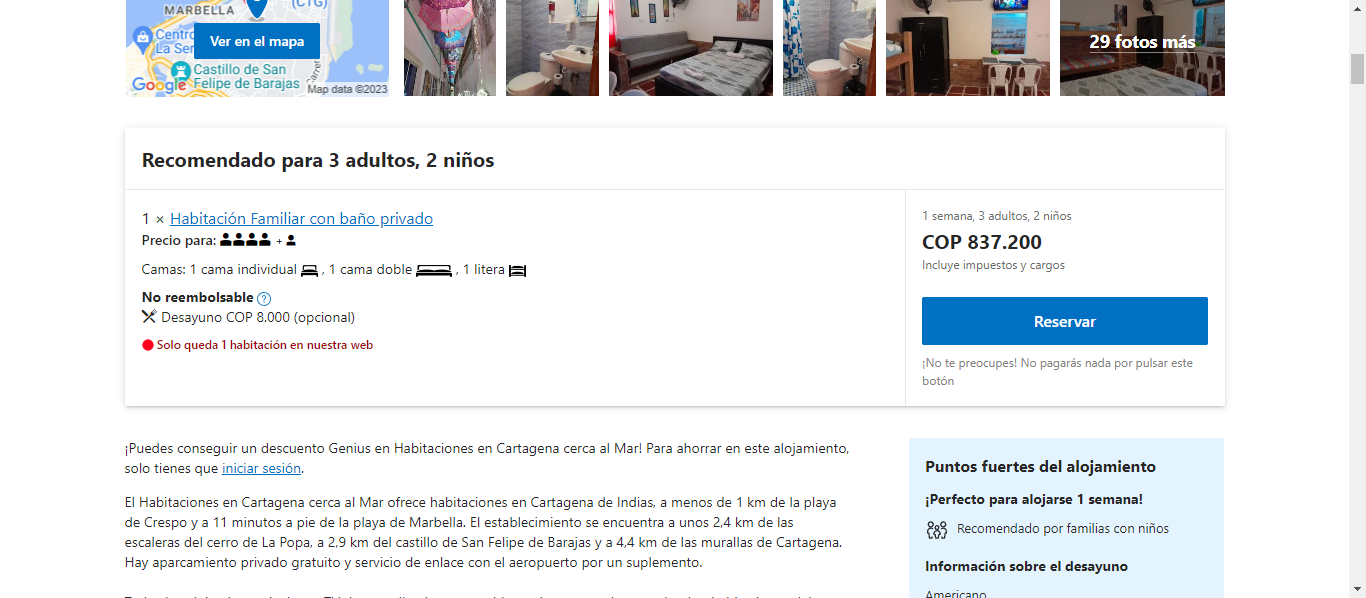 MARBELLA
(CTG)
Centro
La Ser
Ver en el mapa
Castillo de San
Felipe de Barajas
Carret
Google
Map data ©2023
29 fotos más
Recomendado para 3 adultos, 2 niños
1 × Habitación Familiar con baño privado
Precio para: +
Camas: 1 cama individual , 1 cama doble , 1 litera
No reembolsable ?
Desayuno COP 8.000 (opcional)
Solo queda 1 habitación en nuestra web
1 semana, 3 adultos, 2 niños
COP 837.200
Incluye impuestos y cargos
Reservar
¡No te preocupes! No pagarás nada por pulsar este
botón
¡Puedes conseguir un descuento Genius en Habitaciones en Cartagena cerca al Mar! Para ahorrar en este alojamiento,
solo tienes que iniciar sesión.
El Habitaciones en Cartagena cerca al Mar ofrece habitaciones en Cartagena de Indias, a menos de 1 km de la playa
de Crespo y a 11 minutos a pie de la playa de Marbella. El establecimiento se encuentra a unos 2,4 km de las
escaleras del cerro de La Popa, a 2,9 km del castillo de San Felipe de Barajas y a 4,4 km de las murallas de Cartagena.
Hay aparcamiento privado gratuito y servicio de enlace con el aeropuerto por un suplemento.
Puntos fuertes del alojamiento
¡Perfecto para alojarse 1 semana!
Recomendado por familias con niños
Información sobre el desayuno
Americano